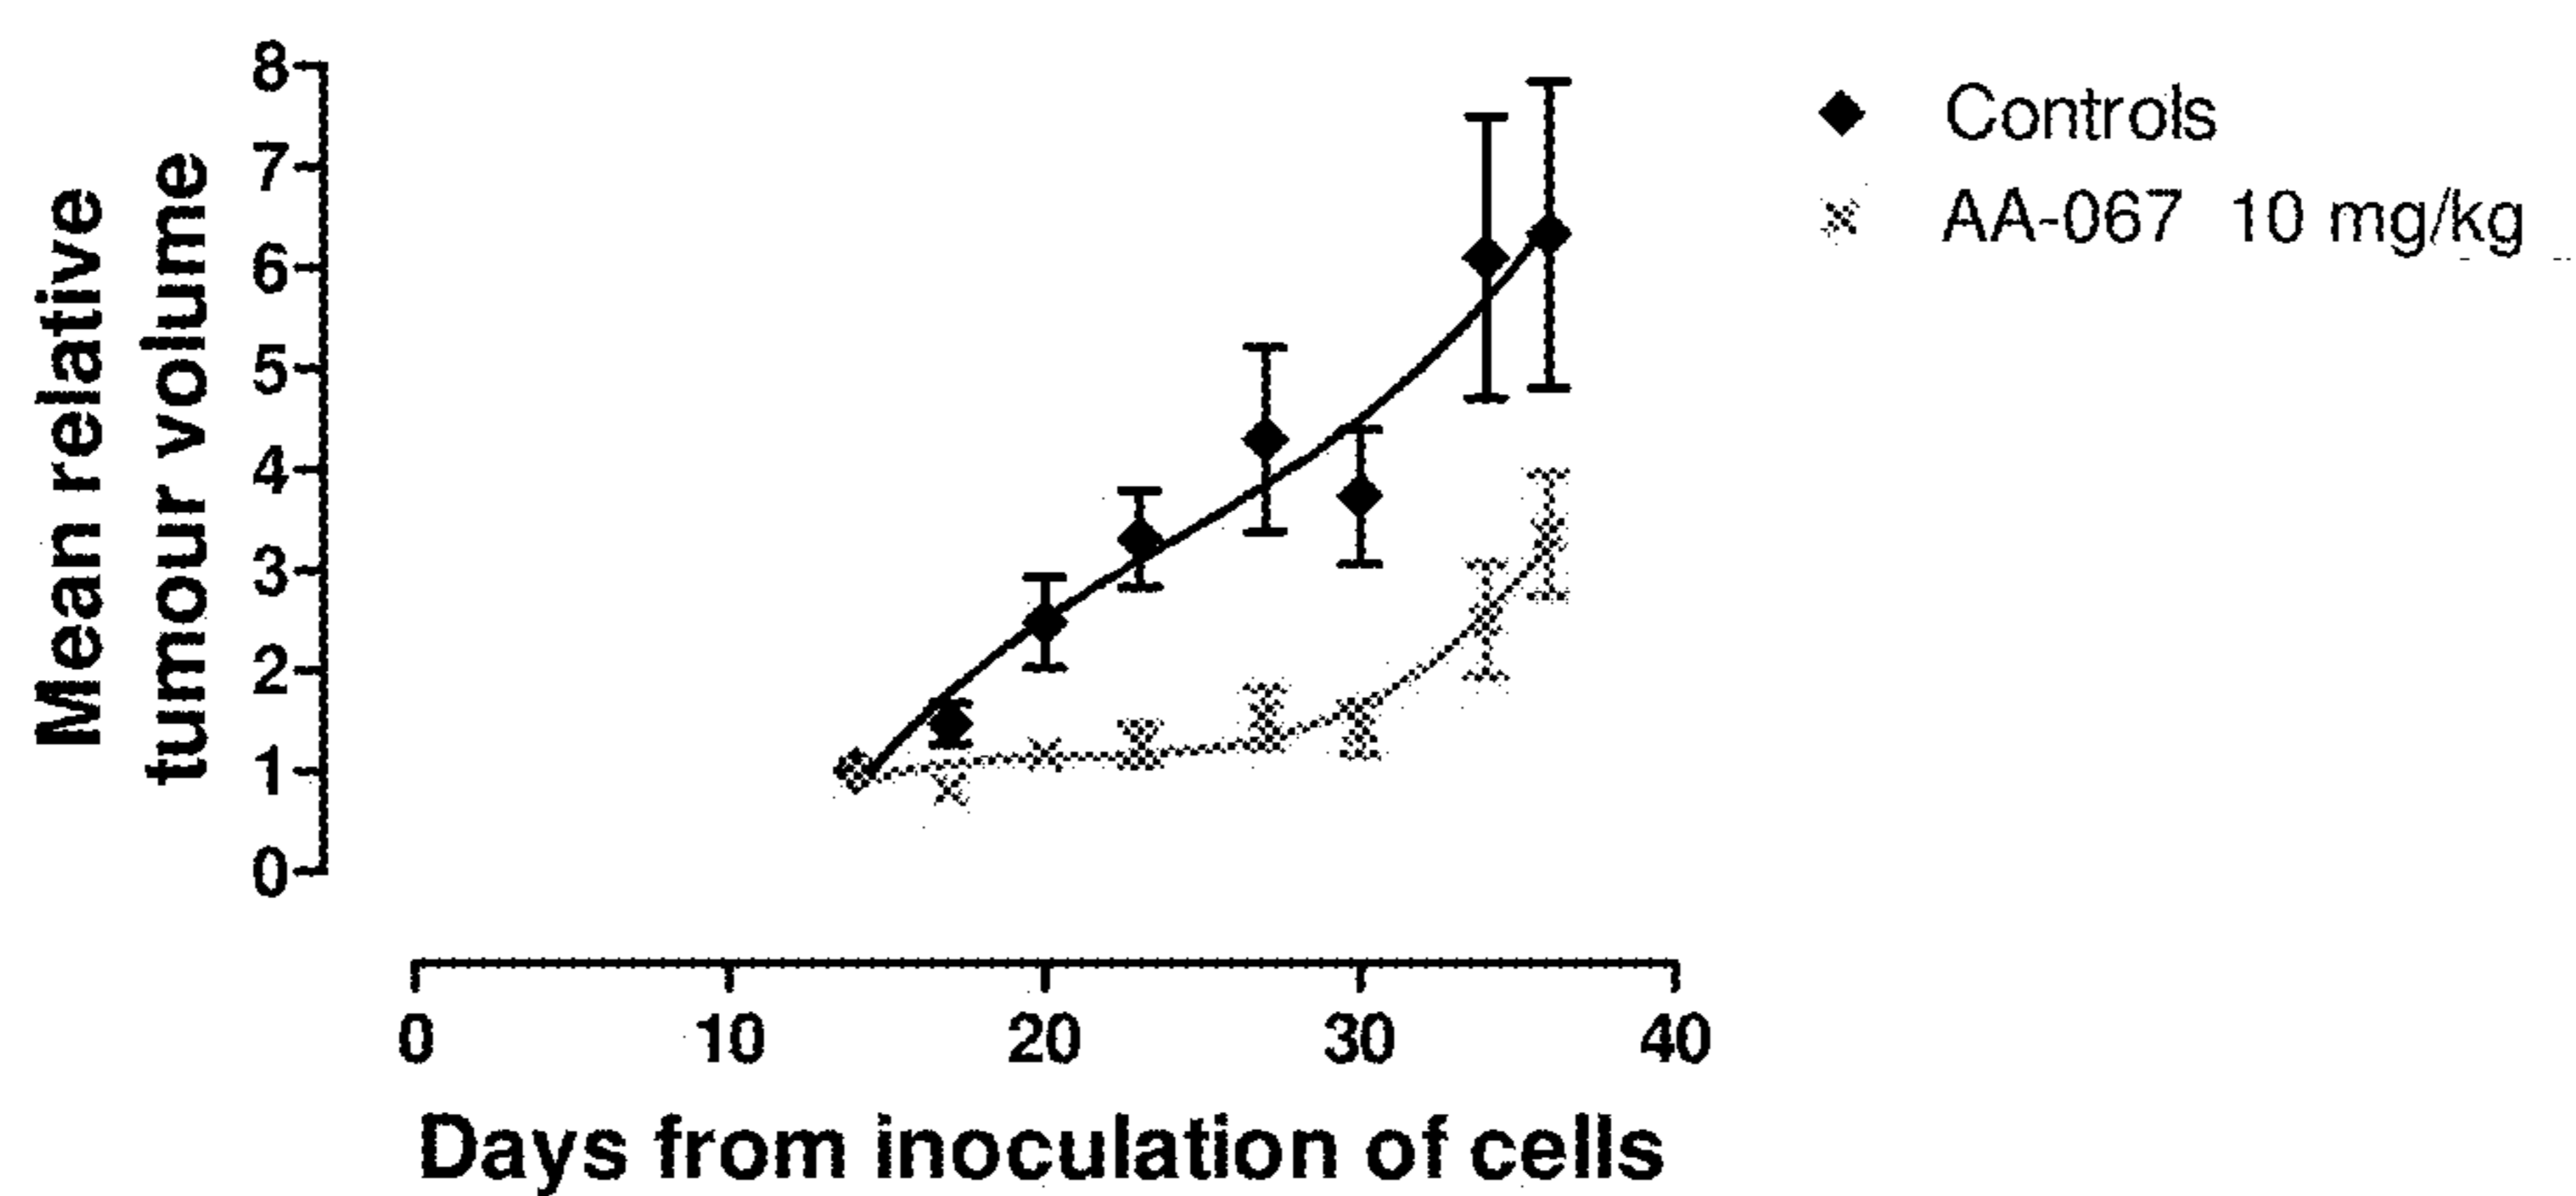 Mean relative
tumour volume
8
7
6
5
4
3
2
1
0
0 10 20 30 40
Days from inoculation of cells
Controls
AA-067 10 mg/kg